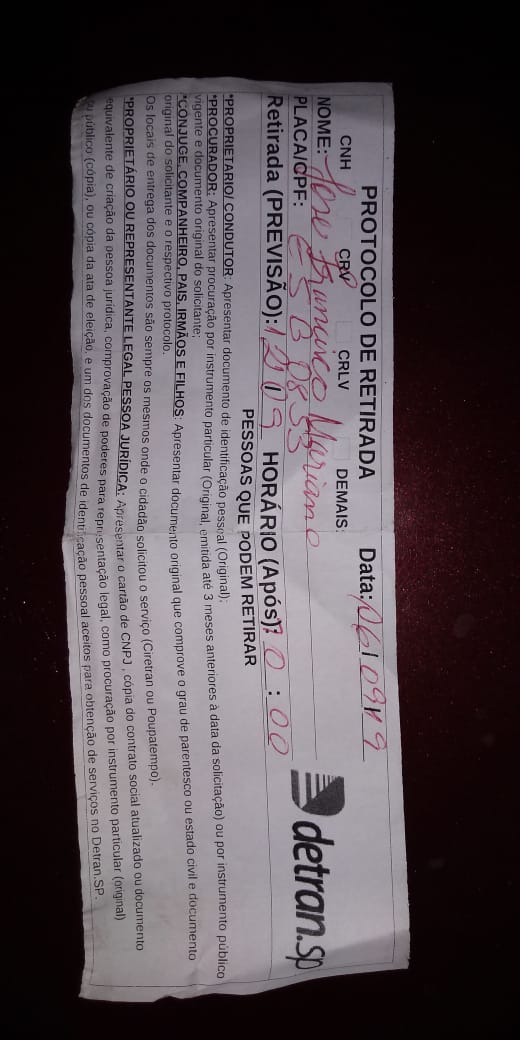 PROTOCOLO DE RETIRADA Data: 06/09/19
detran.sp
CNH CRV CRLV DEMAIS:
NOME: Jose Francisco Mariano
PLACA/CPF: ESB 0833
Retirada (PREVISÃO): 12/09 HORÁRIO (Após): 10:00
PESSOAS QUE PODEM RETIRAR
*PROPRIETARIO/ CONDUTOR: Apresentar documento de identificação pessoal (Original);
*PROCURADOR: Apresentar procuração por instrumento particular (Original, emitida até 3 meses anteriores à data da solicitação) ou por instrumento público
vigente e documento original do solicitante;
*CONJUGE, COMPANHEIRO, PAIS, IRMÃOS E FILHOS: Apresentar documento original que comprove o grau de parentesco ou estado civil e documento
original do solicitante e o respectivo protocolo.
Os locais de entrega dos documentos são sempre os mesmos onde o cidadão solicitou o serviço (Ciretran ou Poupatempo).
*PROPRIETÁRIO OU REPRESENTANTE LEGAL PESSOA JURÍDICA: Apresentar o cartão de CNPJ , cópia do contrato social atualizado ou documento
equivalente de criação da pessoa jurídica, comprovação de poderes para representação legal, como procuração por instrumento particular (original)
ou público (cópia), ou cópia da ata de eleição, e um dos documentos de identificação pessoal aceitos para obtenção de serviços no Detran.SP.